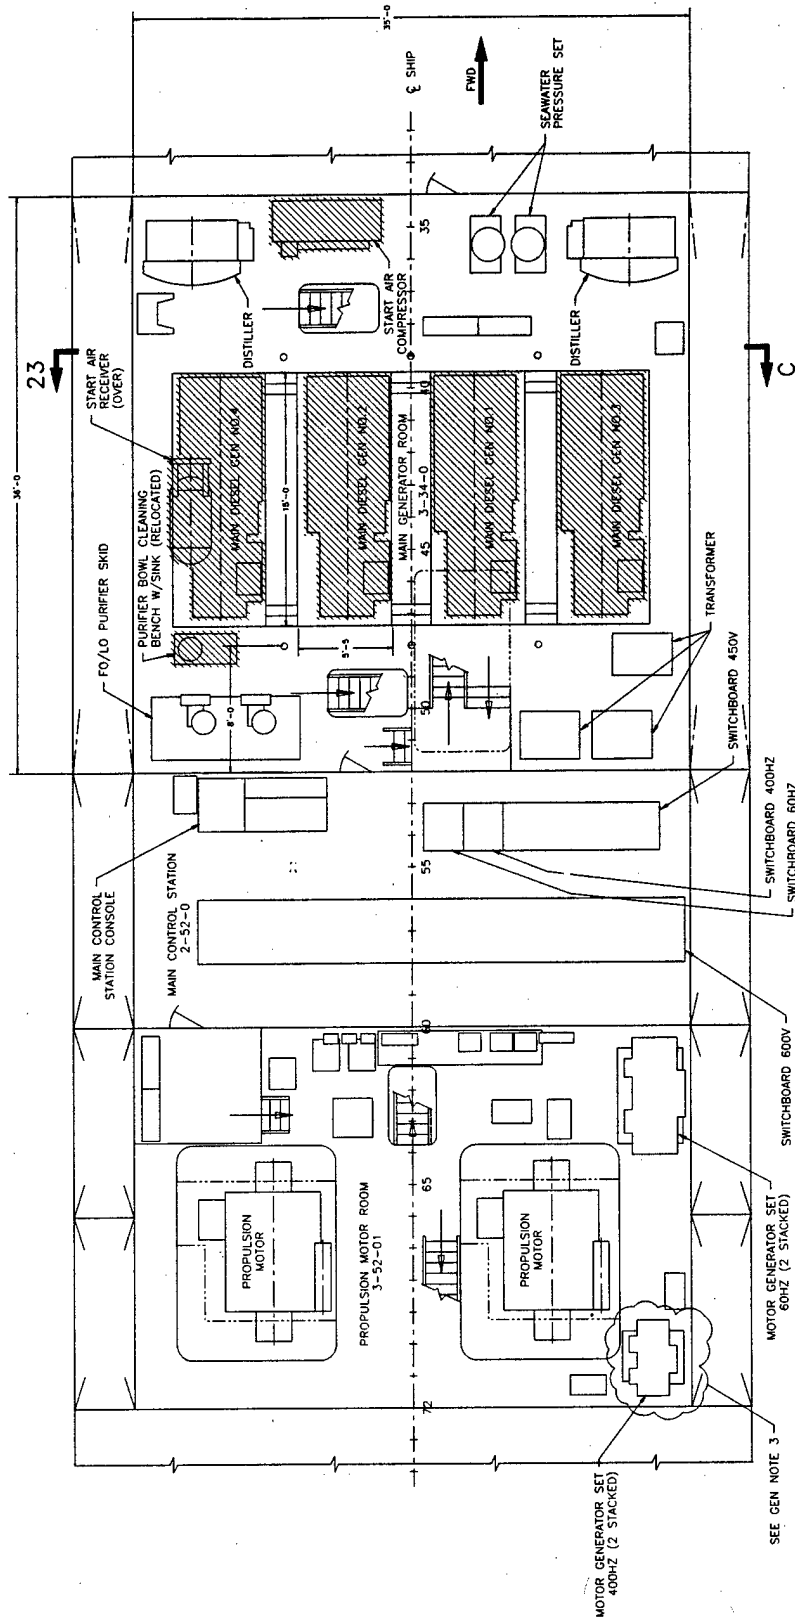 35'-0
℄ SHIP
FWD
SEAWATER
PRESSURE SET
36'-0
23
START AIR
RECEIVER
(OVER)
PURIFIER BOWL CLEANING
BENCH W/SINK (RELOCATED)
FO/LO PURIFIER SKID
DISTILLER
START AIR
COMPRESSOR
35
DISTILLER
C
MAIN DIESEL GEN NO.4
15'-0
MAIN DIESEL GEN NO.2
MAIN GENERATOR ROOM
3-34-0
40
45
MAIN DIESEL GEN NO.1
MAIN DIESEL GEN NO.3
5'-5
8'-0
50
TRANSFORMER
SWITCHBOARD 450V
SWITCHBOARD 400HZ
SWITCHBOARD 60HZ
MAIN CONTROL
STATION CONSOLE
MAIN CONTROL STATION
2-52-0
55
SWITCHBOARD 600V
60
PROPULSION
MOTOR
PROPULSION MOTOR ROOM
3-52-01
65
PROPULSION
MOTOR
72
MOTOR GENERATOR SET
60HZ (2 STACKED)
MOTOR GENERATOR SET
400HZ (2 STACKED)
SEE GEN NOTE 3